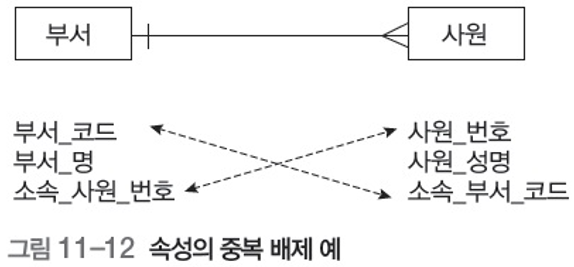 부서
사원
부서_코드
부서_명
소속_사원_번호
사원_번호
사원_성명
소속_부서_코드
그림 11-12 속성의 중복 배제 예